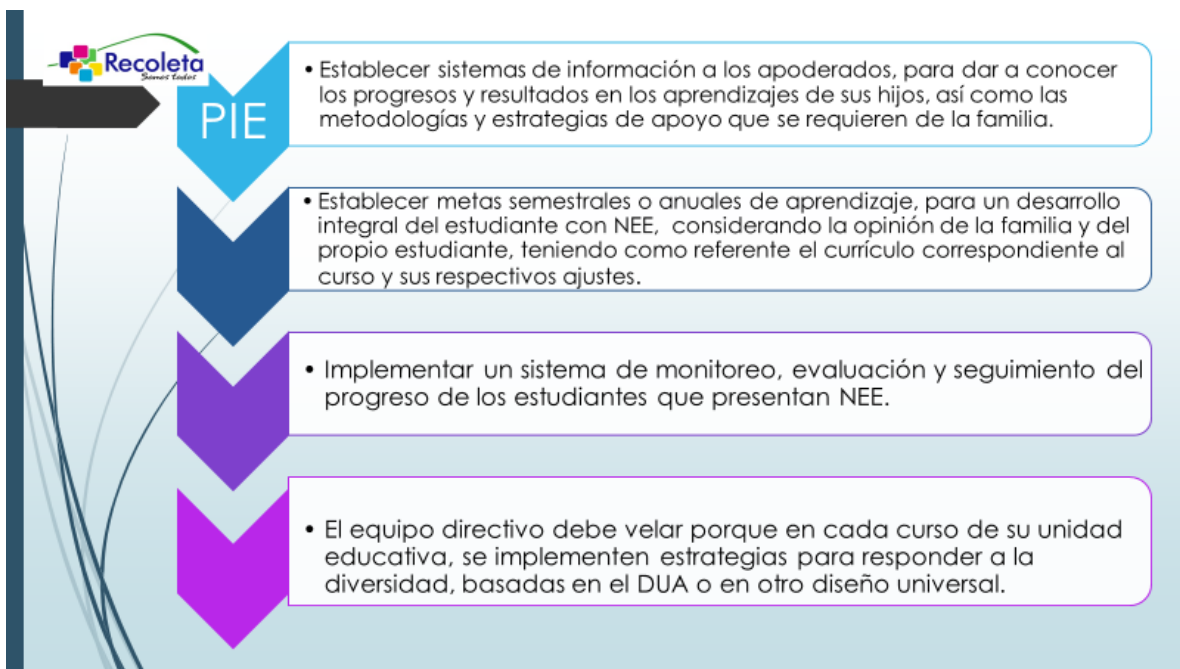 Recoleta
Somos todos
PIE
• Establecer sistemas de información a los apoderados, para dar a conocer
los progresos y resultados en los aprendizajes de sus hijos, así como las
metodologías y estrategias de apoyo que se requieren de la familia.
• Establecer metas semestrales o anuales de aprendizaje, para un desarrollo
integral del estudiante con NEE, considerando la opinión de la familia y del
propio estudiante, teniendo como referente el currículo correspondiente al
curso y sus respectivos ajustes.
• Implementar un sistema de monitoreo, evaluación y seguimiento del
progreso de los estudiantes que presentan NEE.
• El equipo directivo debe velar porque en cada curso de su unidad
educativa, se implementen estrategias para responder a la
diversidad, basadas en el DUA o en otro diseño universal.